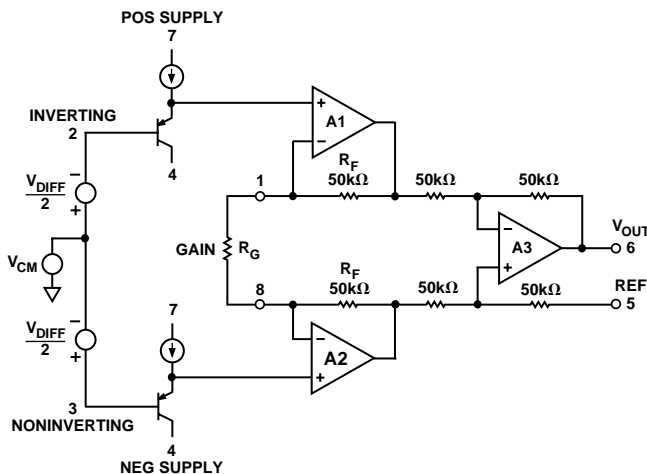 POS SUPPLY
7
INVERTING
2
4
A1
+
−
V_DIFF
2
−
+
1
R_F
50kΩ
50kΩ
50kΩ
V_CM
GAIN
R_G
−
A3
+
V_OUT
6
8
R_F
50kΩ
50kΩ
50kΩ
REF
5
−
V_DIFF
2
+
7
−
A2
+
3
NONINVERTING
4
NEG SUPPLY